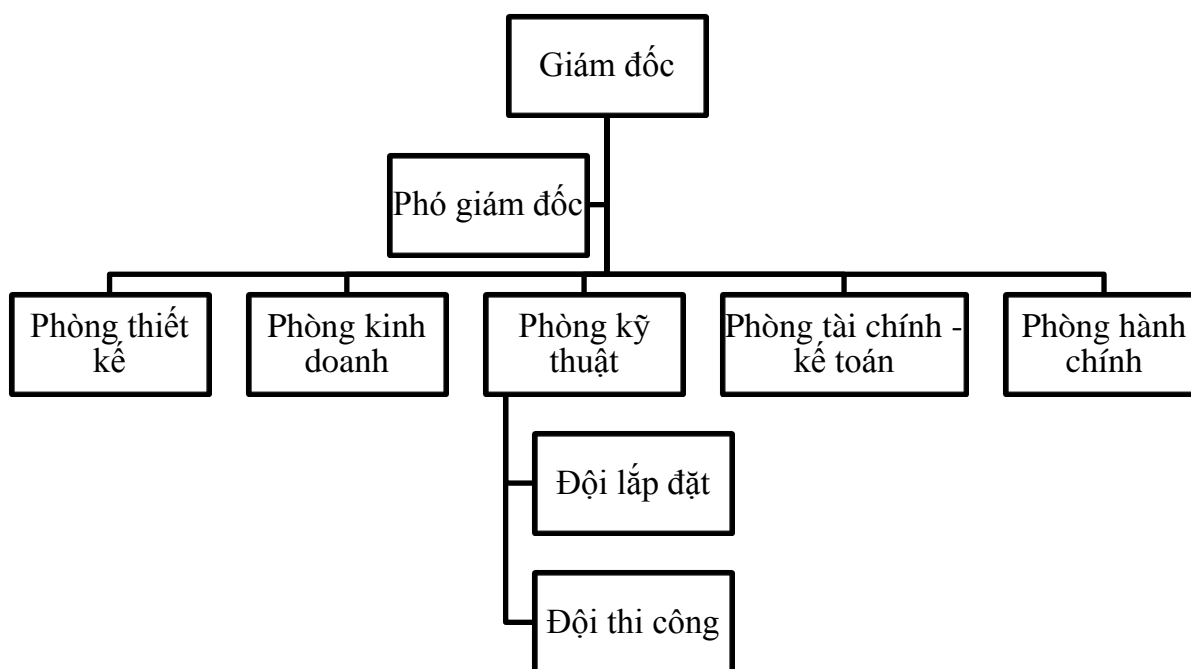 Giám đốc
Phó giám đốc
Phòng thiết
kế
Phòng kinh
doanh
Phòng kỹ
thuật
Phòng tài chính -
kế toán
Phòng hành
chính
Đội lắp đặt
Đội thi công